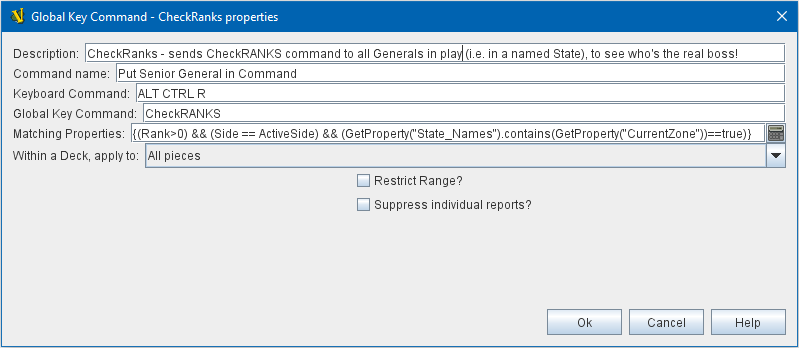 Global Key Command - CheckRanks properties
Description: CheckRanks - sends CheckRANKS command to all Generals in play (i.e. in a named State), to see who's the real boss!
Command name: Put Senior General in Command
Keyboard Command: ALT CTRL R
Global Key Command: CheckRANKS
Matching Properties: {(Rank>0) && (Side == ActiveSide) && (GetProperty("State_Names").contains(GetProperty("CurrentZone"))==true)}
Within a Deck, apply to: All pieces
Restrict Range?
Suppress individual reports?
Ok Cancel Help